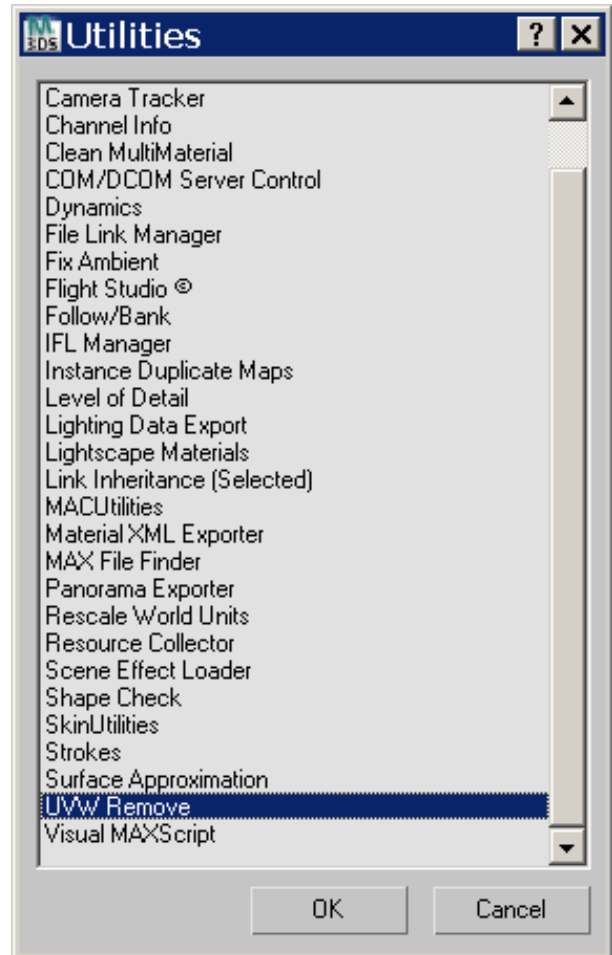 M
3DS
Utilities
?
Camera Tracker
Channel Info
Clean MultiMaterial
COM/DCOM Server Control
Dynamics
File Link Manager
Fix Ambient
Flight Studio ©
Follow/Bank
IFL Manager
Instance Duplicate Maps
Level of Detail
Lighting Data Export
Lightscape Materials
Link Inheritance (Selected)
MACUtilities
Material XML Exporter
MAX File Finder
Panorama Exporter
Rescale World Units
Resource Collector
Scene Effect Loader
Shape Check
SkinUtilities
Strokes
Surface Approximation
UVW Remove
Visual MAXScript
OK
Cancel